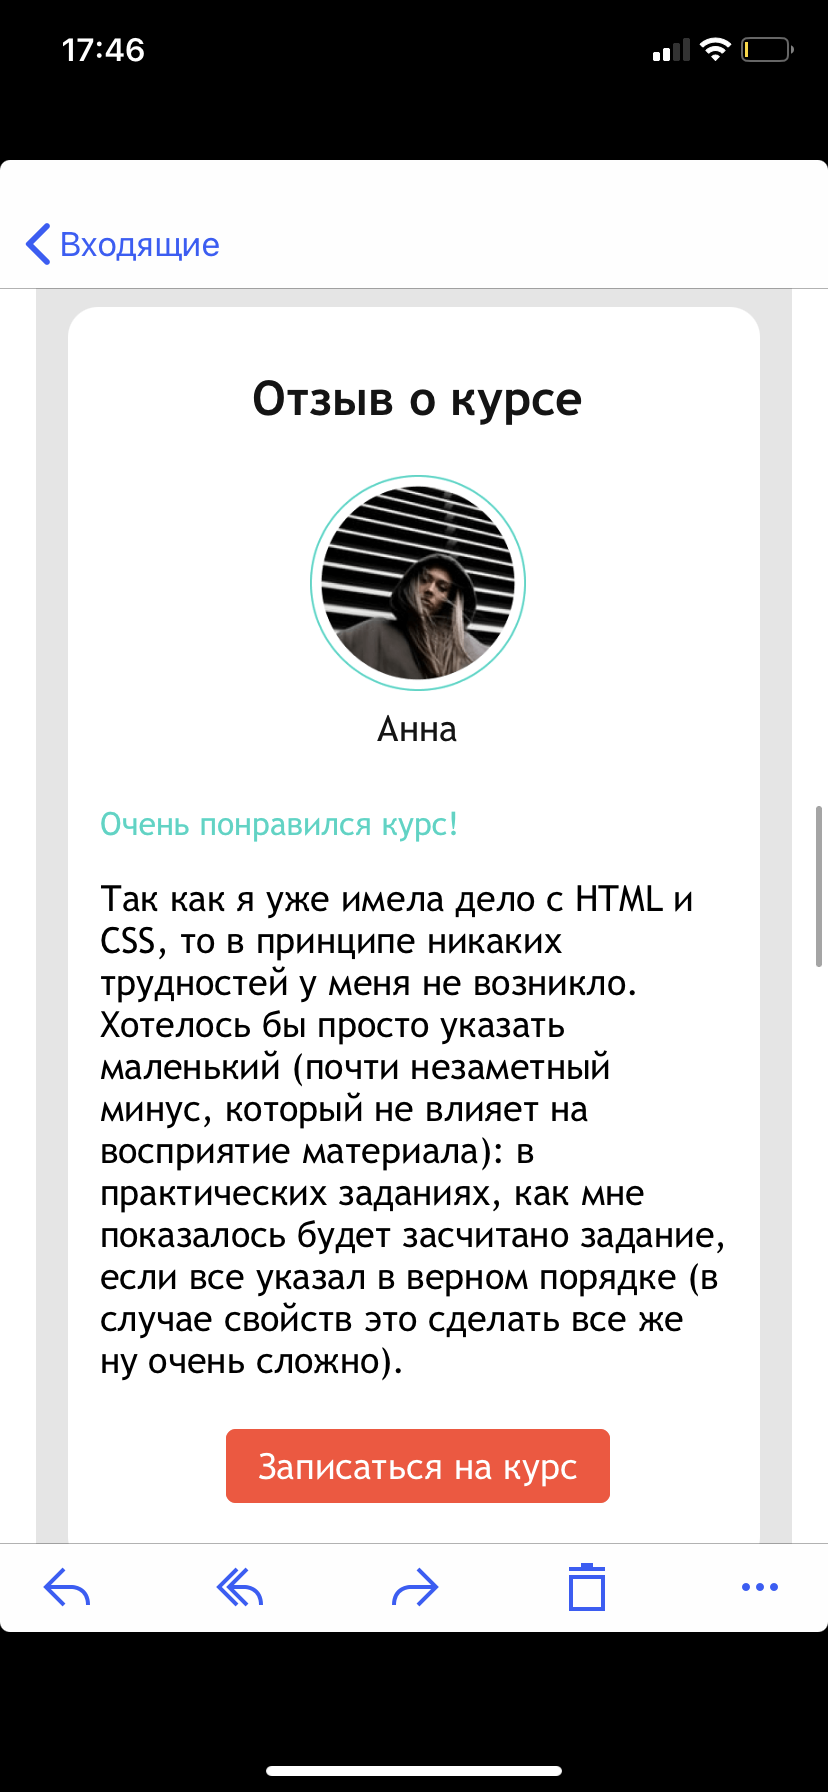 17:46
Входящие
Отзыв о курсе
Анна
Очень понравился курс!
Так как я уже имела дело с HTML и
CSS, то в принципе никаких
трудностей у меня не возникло.
Хотелось бы просто указать
маленький (почти незаметный
минус, который не влияет на
восприятие материала): в
практических заданиях, как мне
показалось будет засчитано задание,
если все указал в верном порядке (в
случае свойств это сделать все же
ну очень сложно).
Записаться на курс